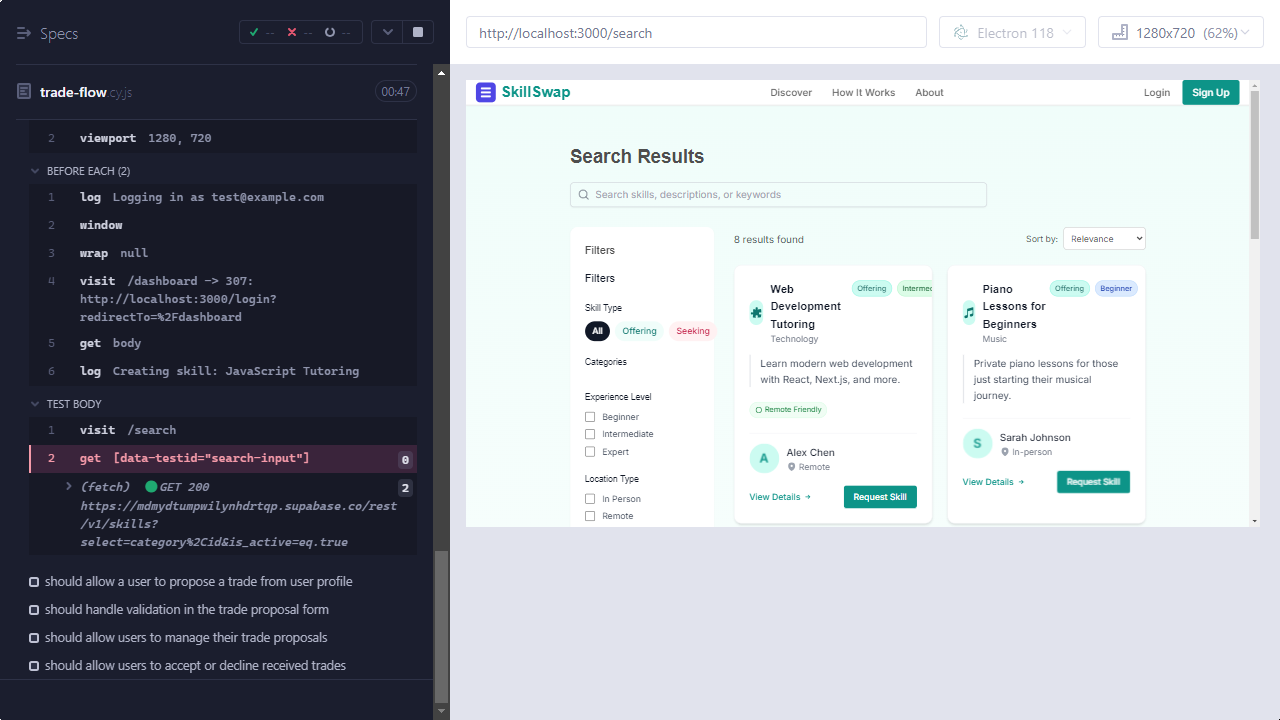 Specs
-- -- --
trade-flow.cy.js 00:47
2 viewport 1280, 720
BEFORE EACH (2)
1 log Logging in as test@example.com
2 window
3 wrap null
4 visit /dashboard -> 307:
http://localhost:3000/login?
redirectTo=%2Fdashboard
5 get body
6 log Creating skill: JavaScript Tutoring
TEST BODY
1 visit /search
2 get [data-testid="search-input"] 0
(fetch) GET 200 2
https://mdmydtumpwilynhdrtqp.supabase.co/rest
/v1/skills?
select=category%2Cid&is_active=eq.true
should allow a user to propose a trade from user profile
should handle validation in the trade proposal form
should allow users to manage their trade proposals
should allow users to accept or decline received trades
http://localhost:3000/search
Electron 118
1280x720 (62%)
SkillSwap
Discover How It Works About
Login Sign Up
Search Results
Search skills, descriptions, or keywords
Filters
Filters
Skill Type
All Offering Seeking
Categories
Experience Level
Beginner
Intermediate
Expert
Location Type
In Person
Remote
8 results found
Sort by: Relevance
Web
Development
Tutoring
Technology
Offering Intermed
Learn modern web development
with React, Next.js, and more.
Remote Friendly
A Alex Chen
Remote
View Details → Request Skill
Piano
Lessons for
Beginners
Music
Offering Beginner
Private piano lessons for those
just starting their musical
journey.
S Sarah Johnson
In-person
View Details → Request Skill